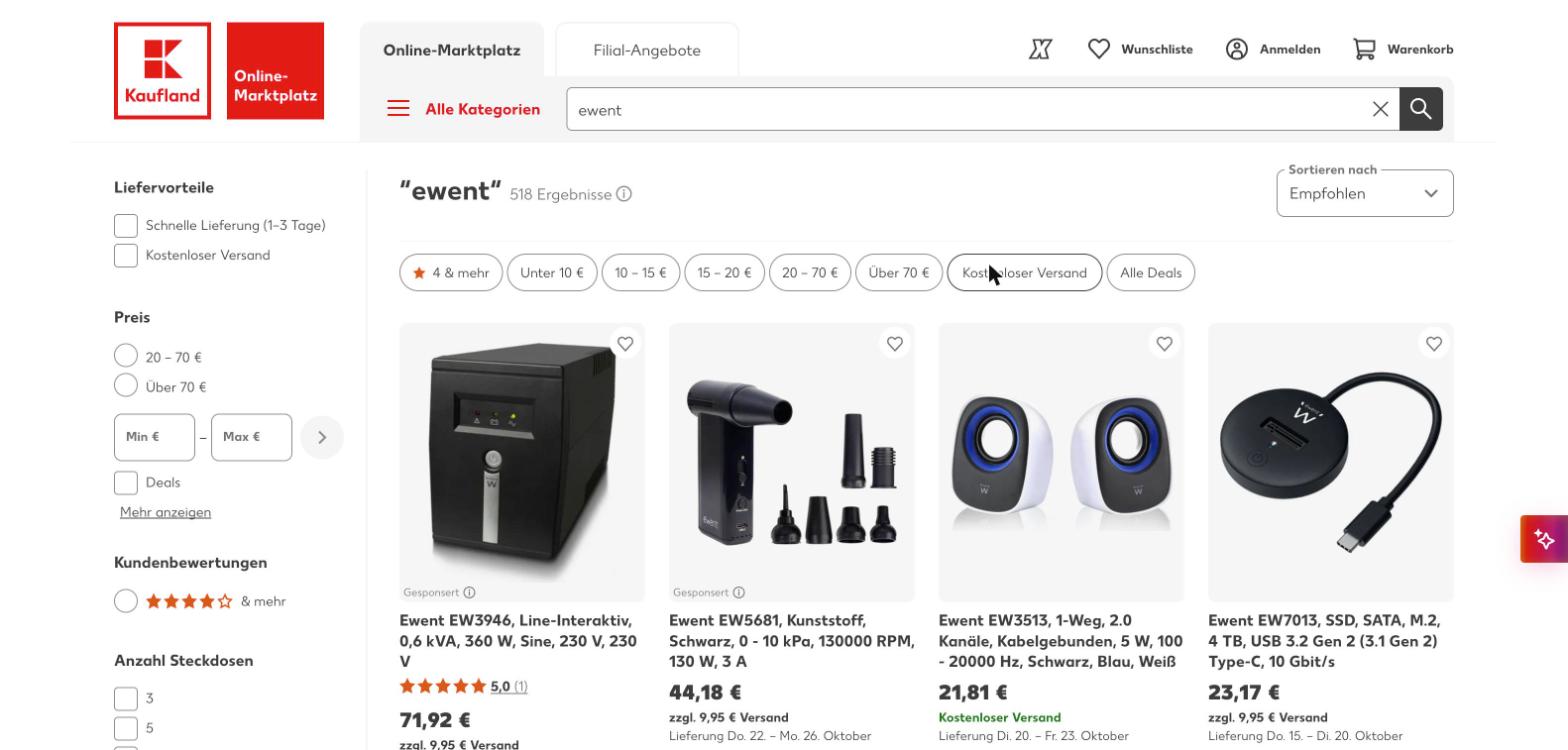 Kaufland
Online-
Marktplatz
Online-Marktplatz
Filial-Angebote
Wunschliste
Anmelden
Warenkorb
Alle Kategorien
ewent
Liefervorteile
Schnelle Lieferung (1–3 Tage)
Kostenloser Versand
Preis
20 – 70 €
Über 70 €
Min €
–
Max €
Deals
Mehr anzeigen
Kundenbewertungen
& mehr
Anzahl Steckdosen
3
5
"ewent" 518 Ergebnisse
Sortieren nach
Empfohlen
4 & mehr
Unter 10 €
10 – 15 €
15 – 20 €
20 – 70 €
Über 70 €
Kostenloser Versand
Alle Deals
Gesponsert
Ewent EW3946, Line-Interaktiv,
0,6 kVA, 360 W, Sine, 230 V, 230
V
5,0 (1)
71,92 €
zzgl. 9,95 € Versand
Ewent
Gesponsert
Ewent EW5681, Kunststoff,
Schwarz, 0 - 10 kPa, 130000 RPM,
130 W, 3 A
44,18 €
zzgl. 9,95 € Versand
Lieferung Do. 22. – Mo. 26. Oktober
Ewent EW3513, 1-Weg, 2.0
Kanäle, Kabelgebunden, 5 W, 100
- 20000 Hz, Schwarz, Blau, Weiß
21,81 €
Kostenloser Versand
Lieferung Di. 20. – Fr. 23. Oktober
Ewent EW7013, SSD, SATA, M.2,
4 TB, USB 3.2 Gen 2 (3.1 Gen 2)
Type-C, 10 Gbit/s
23,17 €
zzgl. 9,95 € Versand
Lieferung Do. 15. – Di. 20. Oktober